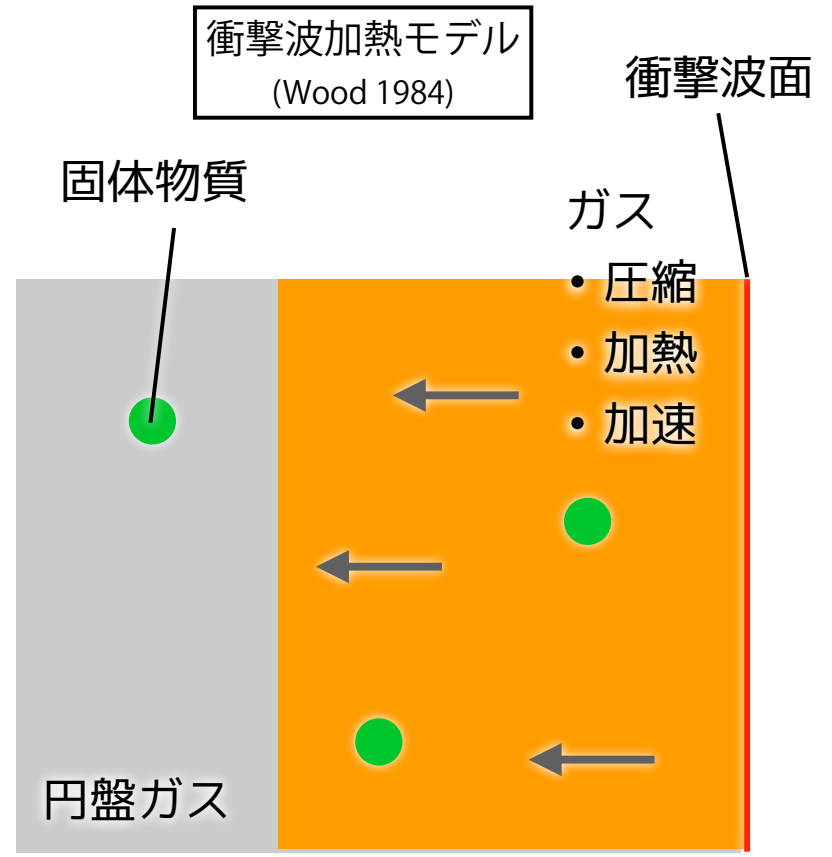 衝撃波加熱モデル
(Wood 1984)
衝撃波面
固体物質
ガス
・圧縮
・加熱
・加速
円盤ガス